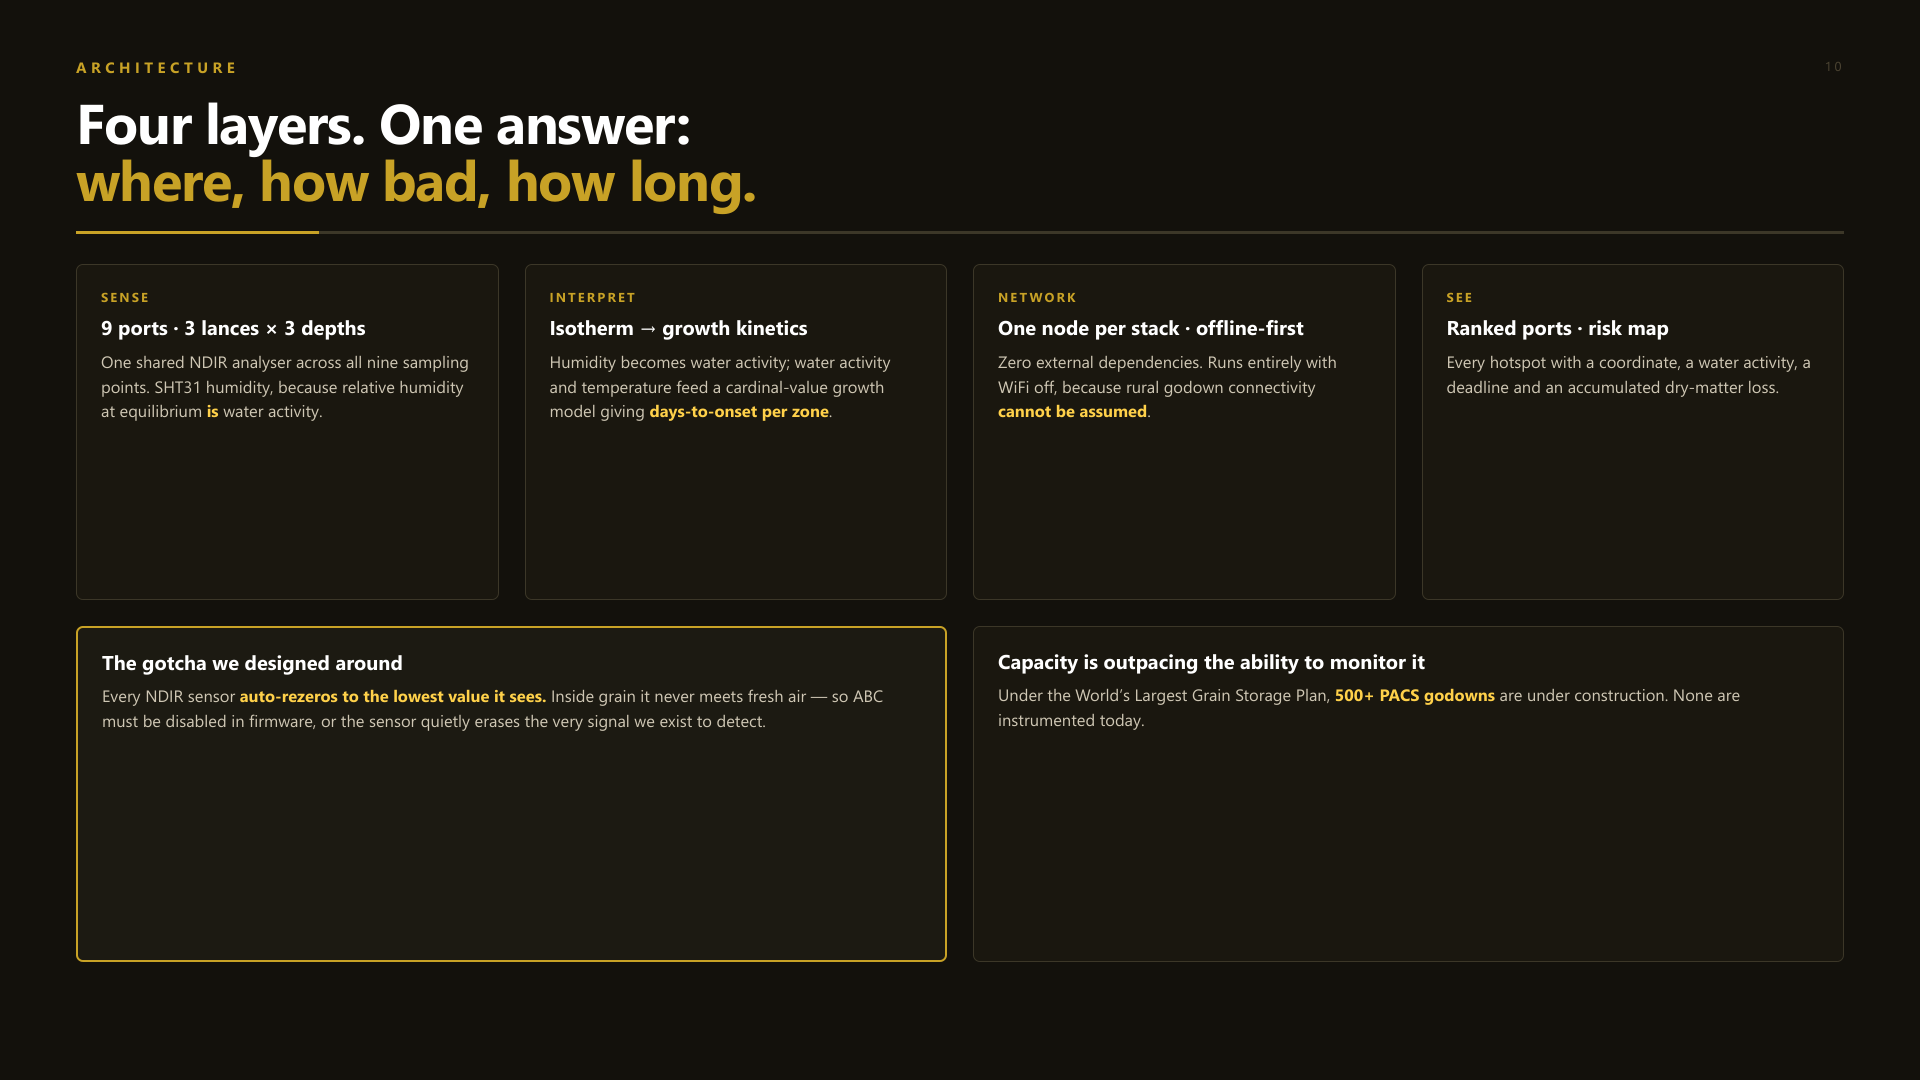 ARCHITECTURE
10
Four layers. One answer:
where, how bad, how long.
SENSE
9 ports · 3 lances × 3 depths
One shared NDIR analyser across all nine sampling
points. SHT31 humidity, because relative humidity
at equilibrium is water activity.
INTERPRET
Isotherm → growth kinetics
Humidity becomes water activity; water activity
and temperature feed a cardinal-value growth
model giving days-to-onset per zone.
NETWORK
One node per stack · offline-first
Zero external dependencies. Runs entirely with
WiFi off, because rural godown connectivity
cannot be assumed.
SEE
Ranked ports · risk map
Every hotspot with a coordinate, a water activity, a
deadline and an accumulated dry-matter loss.
The gotcha we designed around
Every NDIR sensor auto-rezeros to the lowest value it sees. Inside grain it never meets fresh air — so ABC
must be disabled in firmware, or the sensor quietly erases the very signal we exist to detect.
Capacity is outpacing the ability to monitor it
Under the World’s Largest Grain Storage Plan, 500+ PACS godowns are under construction. None are
instrumented today.